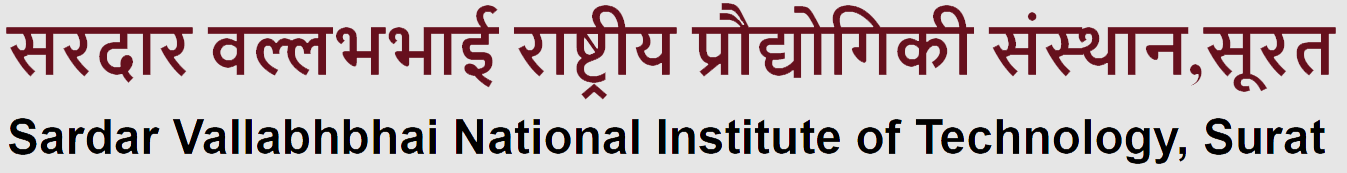 सरदार वल्लभभाई राष्ट्रीय प्रौद्योगिकी संस्थान,सूरत
Sardar Vallabhbhai National Institute of Technology, Surat